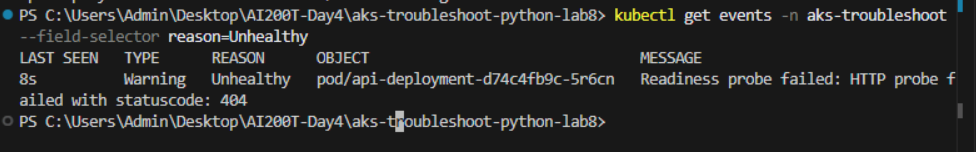 PS C:\Users\Admin\Desktop\AI200T-Day4\aks-troubleshoot-python-lab8> kubectl get events -n aks-troubleshoot
--field-selector reason=Unhealthy
LAST SEEN TYPE REASON OBJECT MESSAGE
8s Warning Unhealthy pod/api-deployment-d74c4fb9c-5r6cn Readiness probe failed: HTTP probe f
ailed with statuscode: 404
PS C:\Users\Admin\Desktop\AI200T-Day4\aks-troubleshoot-python-lab8>